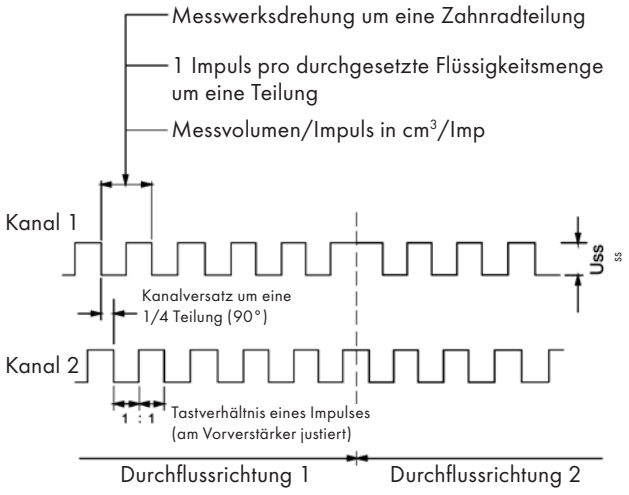 Messwerksdrehung um eine Zahnradteilung
1 Impuls pro durchgesetzte Flüssigkeitsmenge
um eine Teilung
Messvolumen/Impuls in cm³/Imp
Kanal 1
Uss
ss
Kanalversatz um eine
1/4 Teilung (90°)
Kanal 2
1 : 1
Tastverhältnis eines Impulses
(am Vorverstärker justiert)
Durchflussrichtung 1
Durchflussrichtung 2